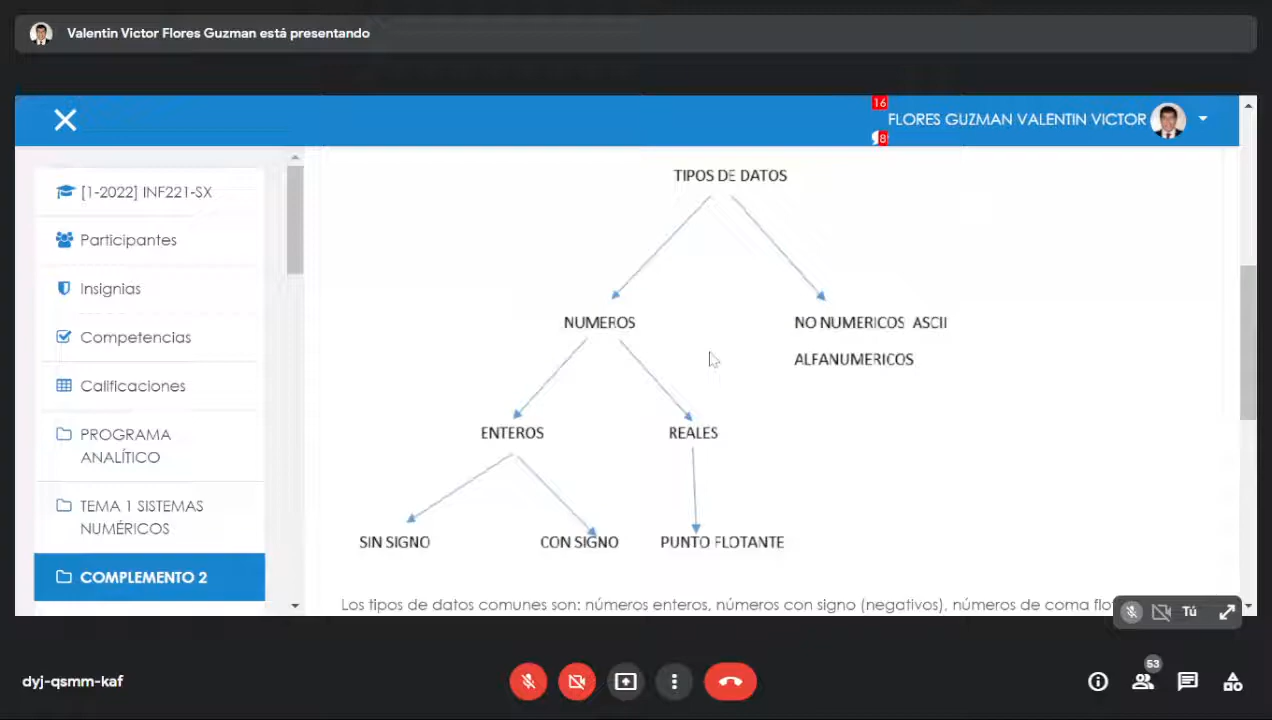 Valentin Victor Flores Guzman está presentando
16
FLORES GUZMAN VALENTIN VICTOR
8
[1-2022] INF221-SX
Participantes
Insignias
Competencias
Calificaciones
PROGRAMA
ANALÍTICO
TEMA 1 SISTEMAS
NUMÉRICOS
COMPLEMENTO 2
TIPOS DE DATOS
NUMEROS
NO NUMERICOS ASCII
ALFANUMERICOS
ENTEROS
REALES
SIN SIGNO
CON SIGNO
PUNTO FLOTANTE
Los tipos de datos comunes son: números enteros, números con signo (negativos), números de coma flo
Tú
dyj-qsmm-kaf
53